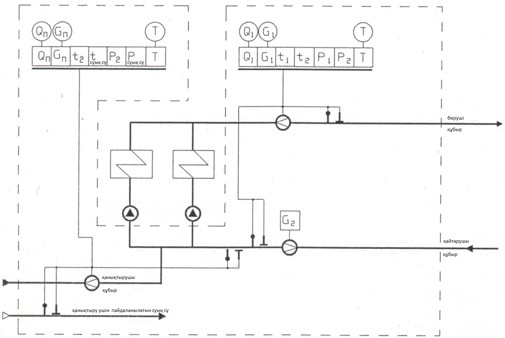 Qп Gп T
Qп Gп t2 t суық су P2 P суық су T
Q1 G1 T
Q1 G1 t1 t2 P1 P2 T
беруші
құбыр
G2
қайтарушы
құбыр
қанықтырушы
құбыр
қанықтыру үшін пайдаланылатын суық су